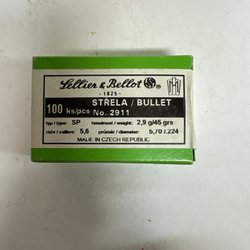 Sellier & Bellot
- 1825 -
100 ks/pcs
STŘELA / BULLET
No. 2911
typ / type: SP hmotnost / weight: 2,9 g/45 grs
ráže / calibre: 5,6 průměr / diameter: 5,70 /.224
MADE IN CZECH REPUBLIC